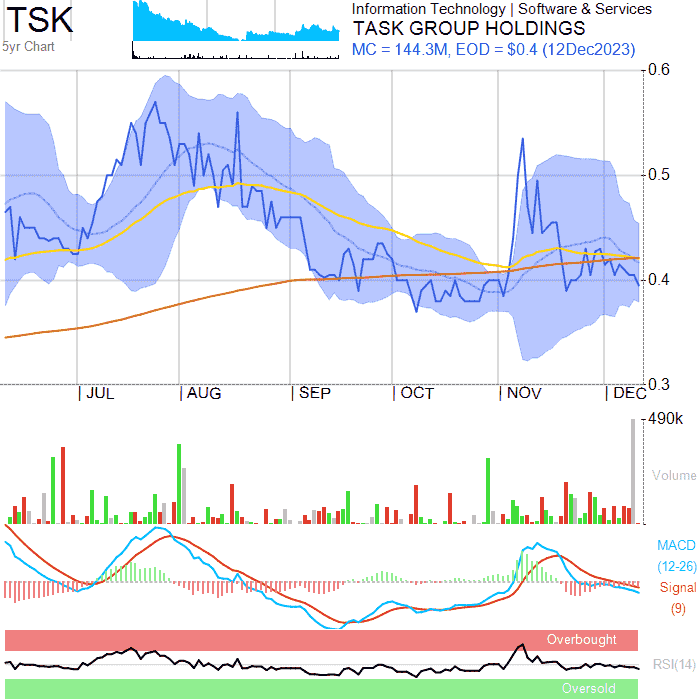 TSK
5yr Chart
Information Technology | Software & Services
TASK GROUP HOLDINGS
MC = 144.3M, EOD = $0.4 (12Dec2023)
0.6
0.5
0.4
0.3
| JUL | AUG | SEP | OCT | NOV | DEC
490k
Volume
MACD
(12-26)
Signal
(9)
Overbought
RSI(14)
Oversold